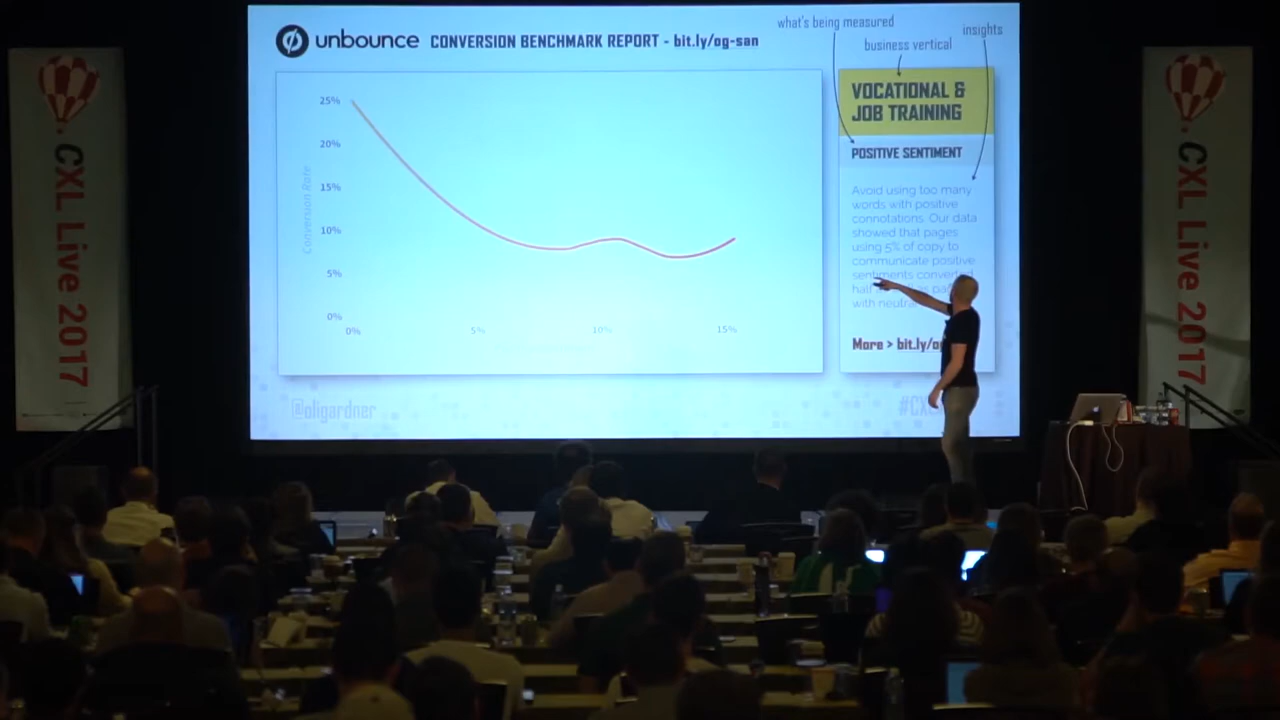 unbounce CONVERSION BENCHMARK REPORT - bit.ly/og-san
what's being measured
business vertical
insights
25%
20%
15%
10%
5%
0%
Conversion Rate
0%
5%
10%
15%
VOCATIONAL &
JOB TRAINING
POSITIVE SENTIMENT
Avoid using too many
words with positive
connotations. Our data
showed that pages
using 5% of copy to
communicate positive
sentiments converted
half
with
More > bit.ly/o
@oligardner
CXL Live 2017
CXL Live 2017